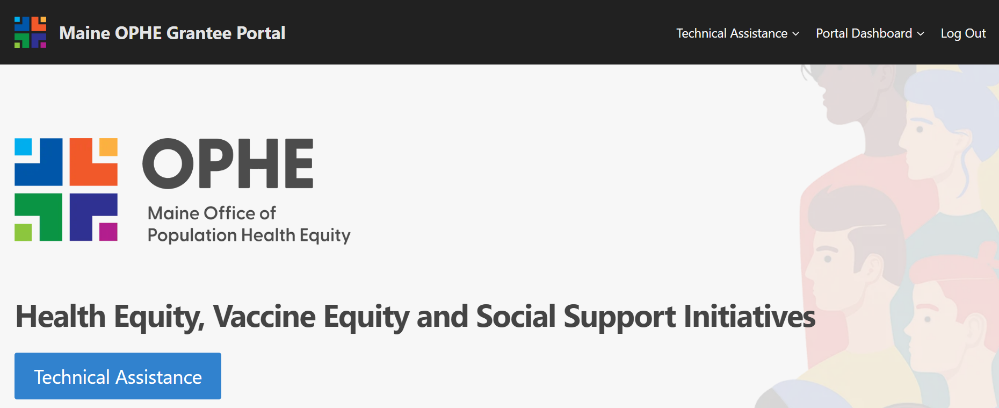 Maine OPHE Grantee Portal
Technical Assistance
Portal Dashboard
Log Out
OPHE
Maine Office of
Population Health Equity
Health Equity, Vaccine Equity and Social Support Initiatives
Technical Assistance